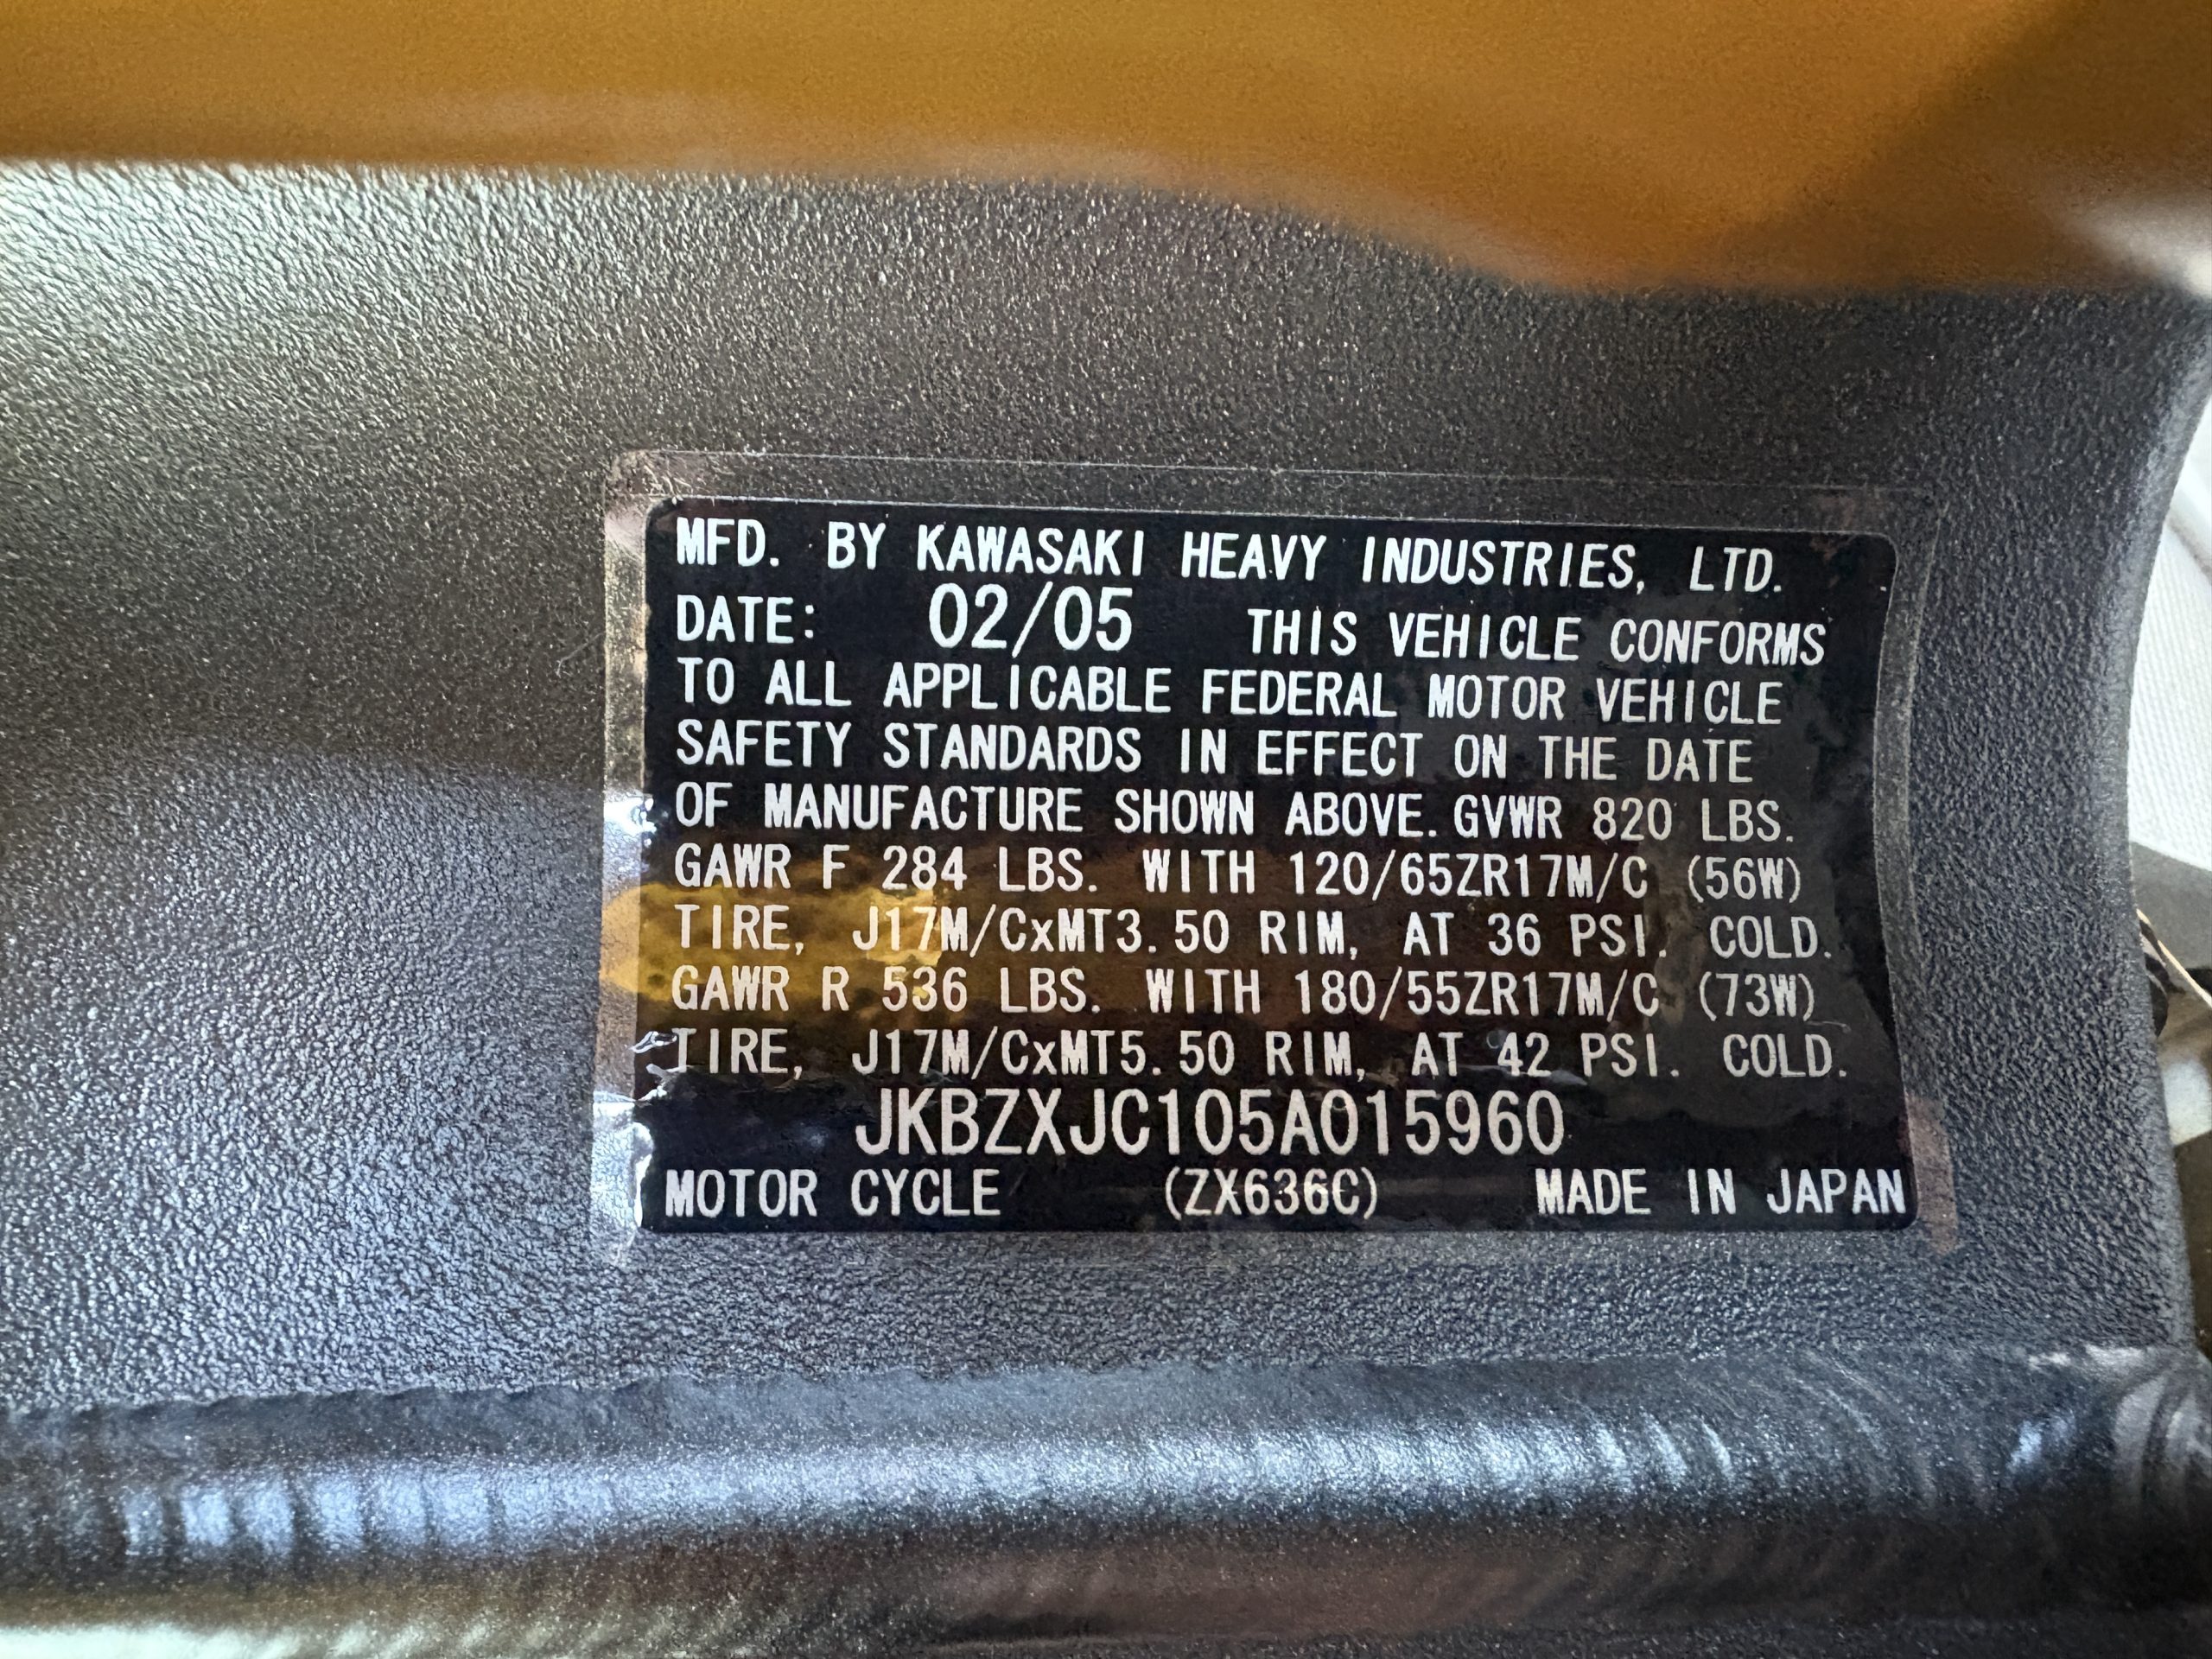 MFD. BY KAWASAKI HEAVY INDUSTRIES, LTD.
DATE: 02/05 THIS VEHICLE CONFORMS
TO ALL APPLICABLE FEDERAL MOTOR VEHICLE
SAFETY STANDARDS IN EFFECT ON THE DATE
OF MANUFACTURE SHOWN ABOVE. GVWR 820 LBS.
GAWR F 284 LBS. WITH 120/65ZR17M/C (56W)
TIRE, J17M/CxMT3.50 RIM, AT 36 PSI. COLD.
GAWR R 536 LBS. WITH 180/55ZR17M/C (73W)
TIRE, J17M/CxMT5.50 RIM, AT 42 PSI. COLD.
JKBZXJC105A015960
MOTOR CYCLE (ZX636C) MADE IN JAPAN